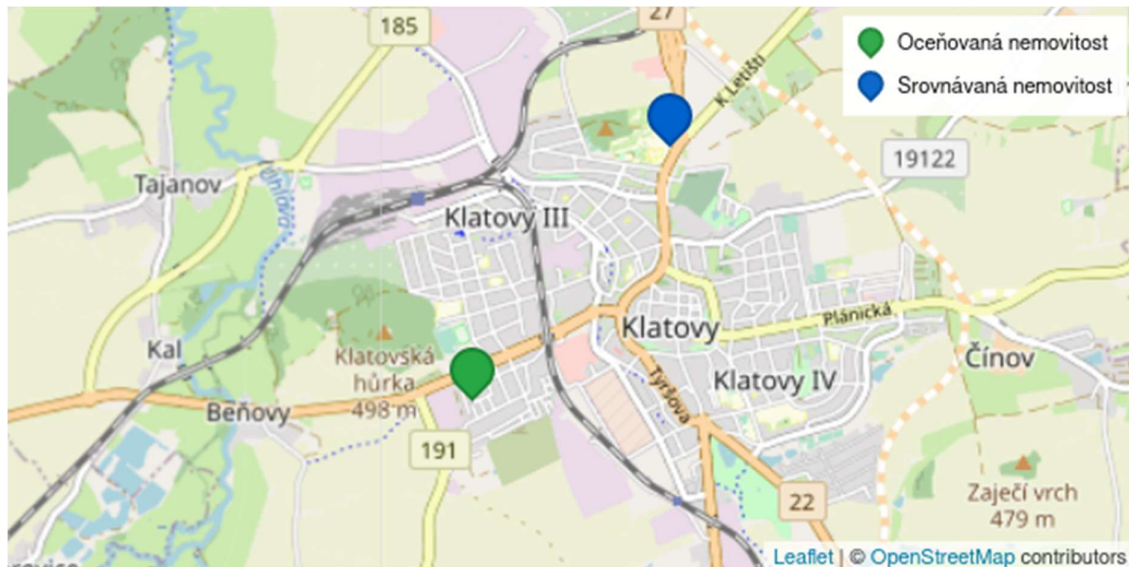 27
185
Oceňovaná nemovitost
Srovnávaná nemovitost
K Letišti
19122
Tajanov
Úhlava
Klatovy III
Plánická
Klatovy
Kal
Klatovská
hůrka
498 m
Čínov
Týršova
Klatovy IV
Beňovy
191
22
Zaječí vrch
479 m
Leaflet | © OpenStreetMap contributors